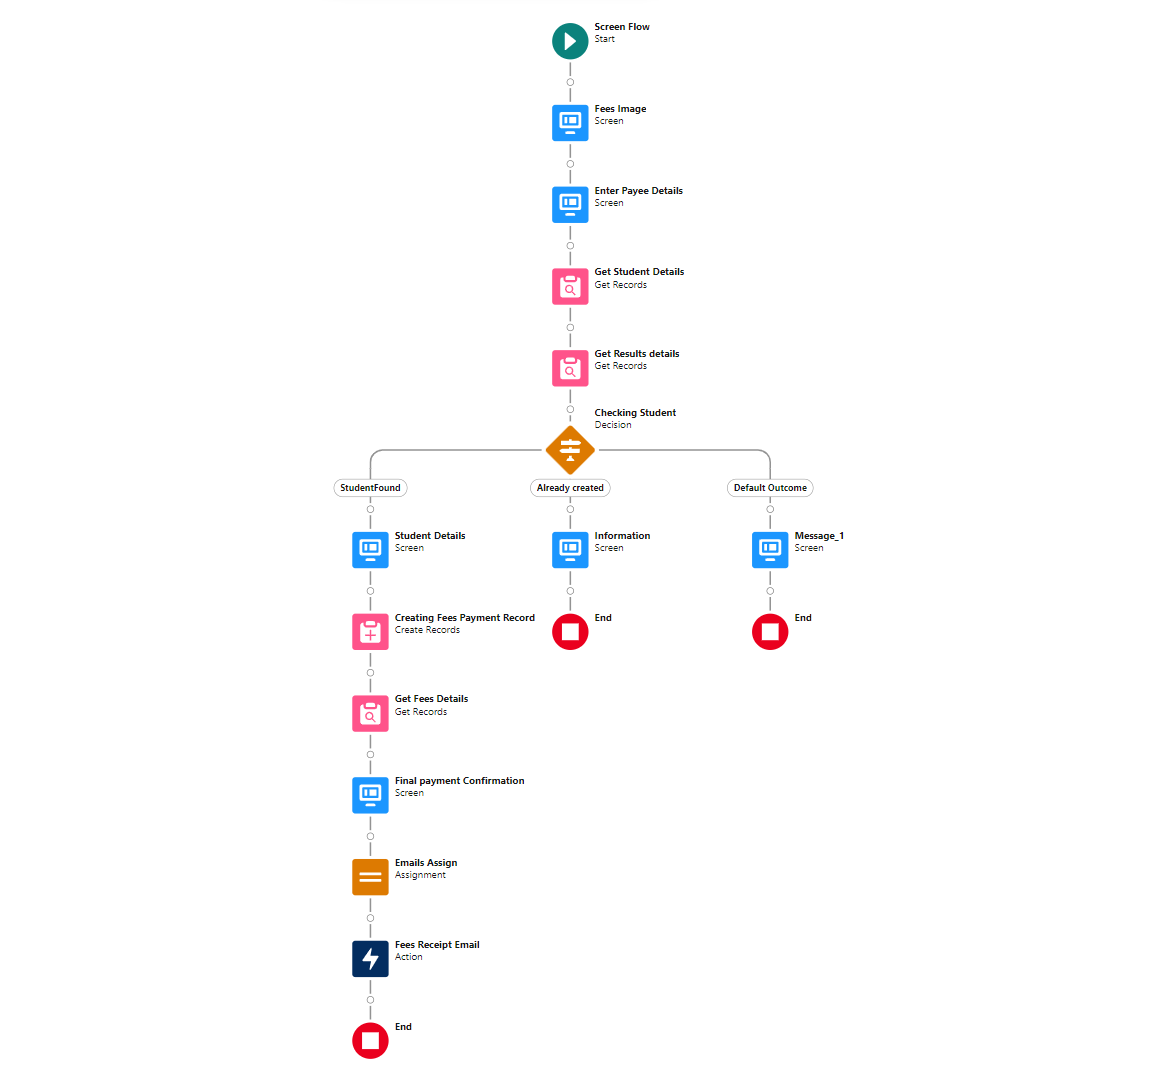 Screen Flow
Start
Fees Image
Screen
Enter Payee Details
Screen
Get Student Details
Get Records
Get Results details
Get Records
Checking Student
Decision
StudentFound
Already created
Default Outcome
Student Details
Screen
Information
Screen
Message_1
Screen
Creating Fees Payment Record
Create Records
End
End
Get Fees Details
Get Records
Final payment Confirmation
Screen
Emails Assign
Assignment
Fees Receipt Email
Action
End